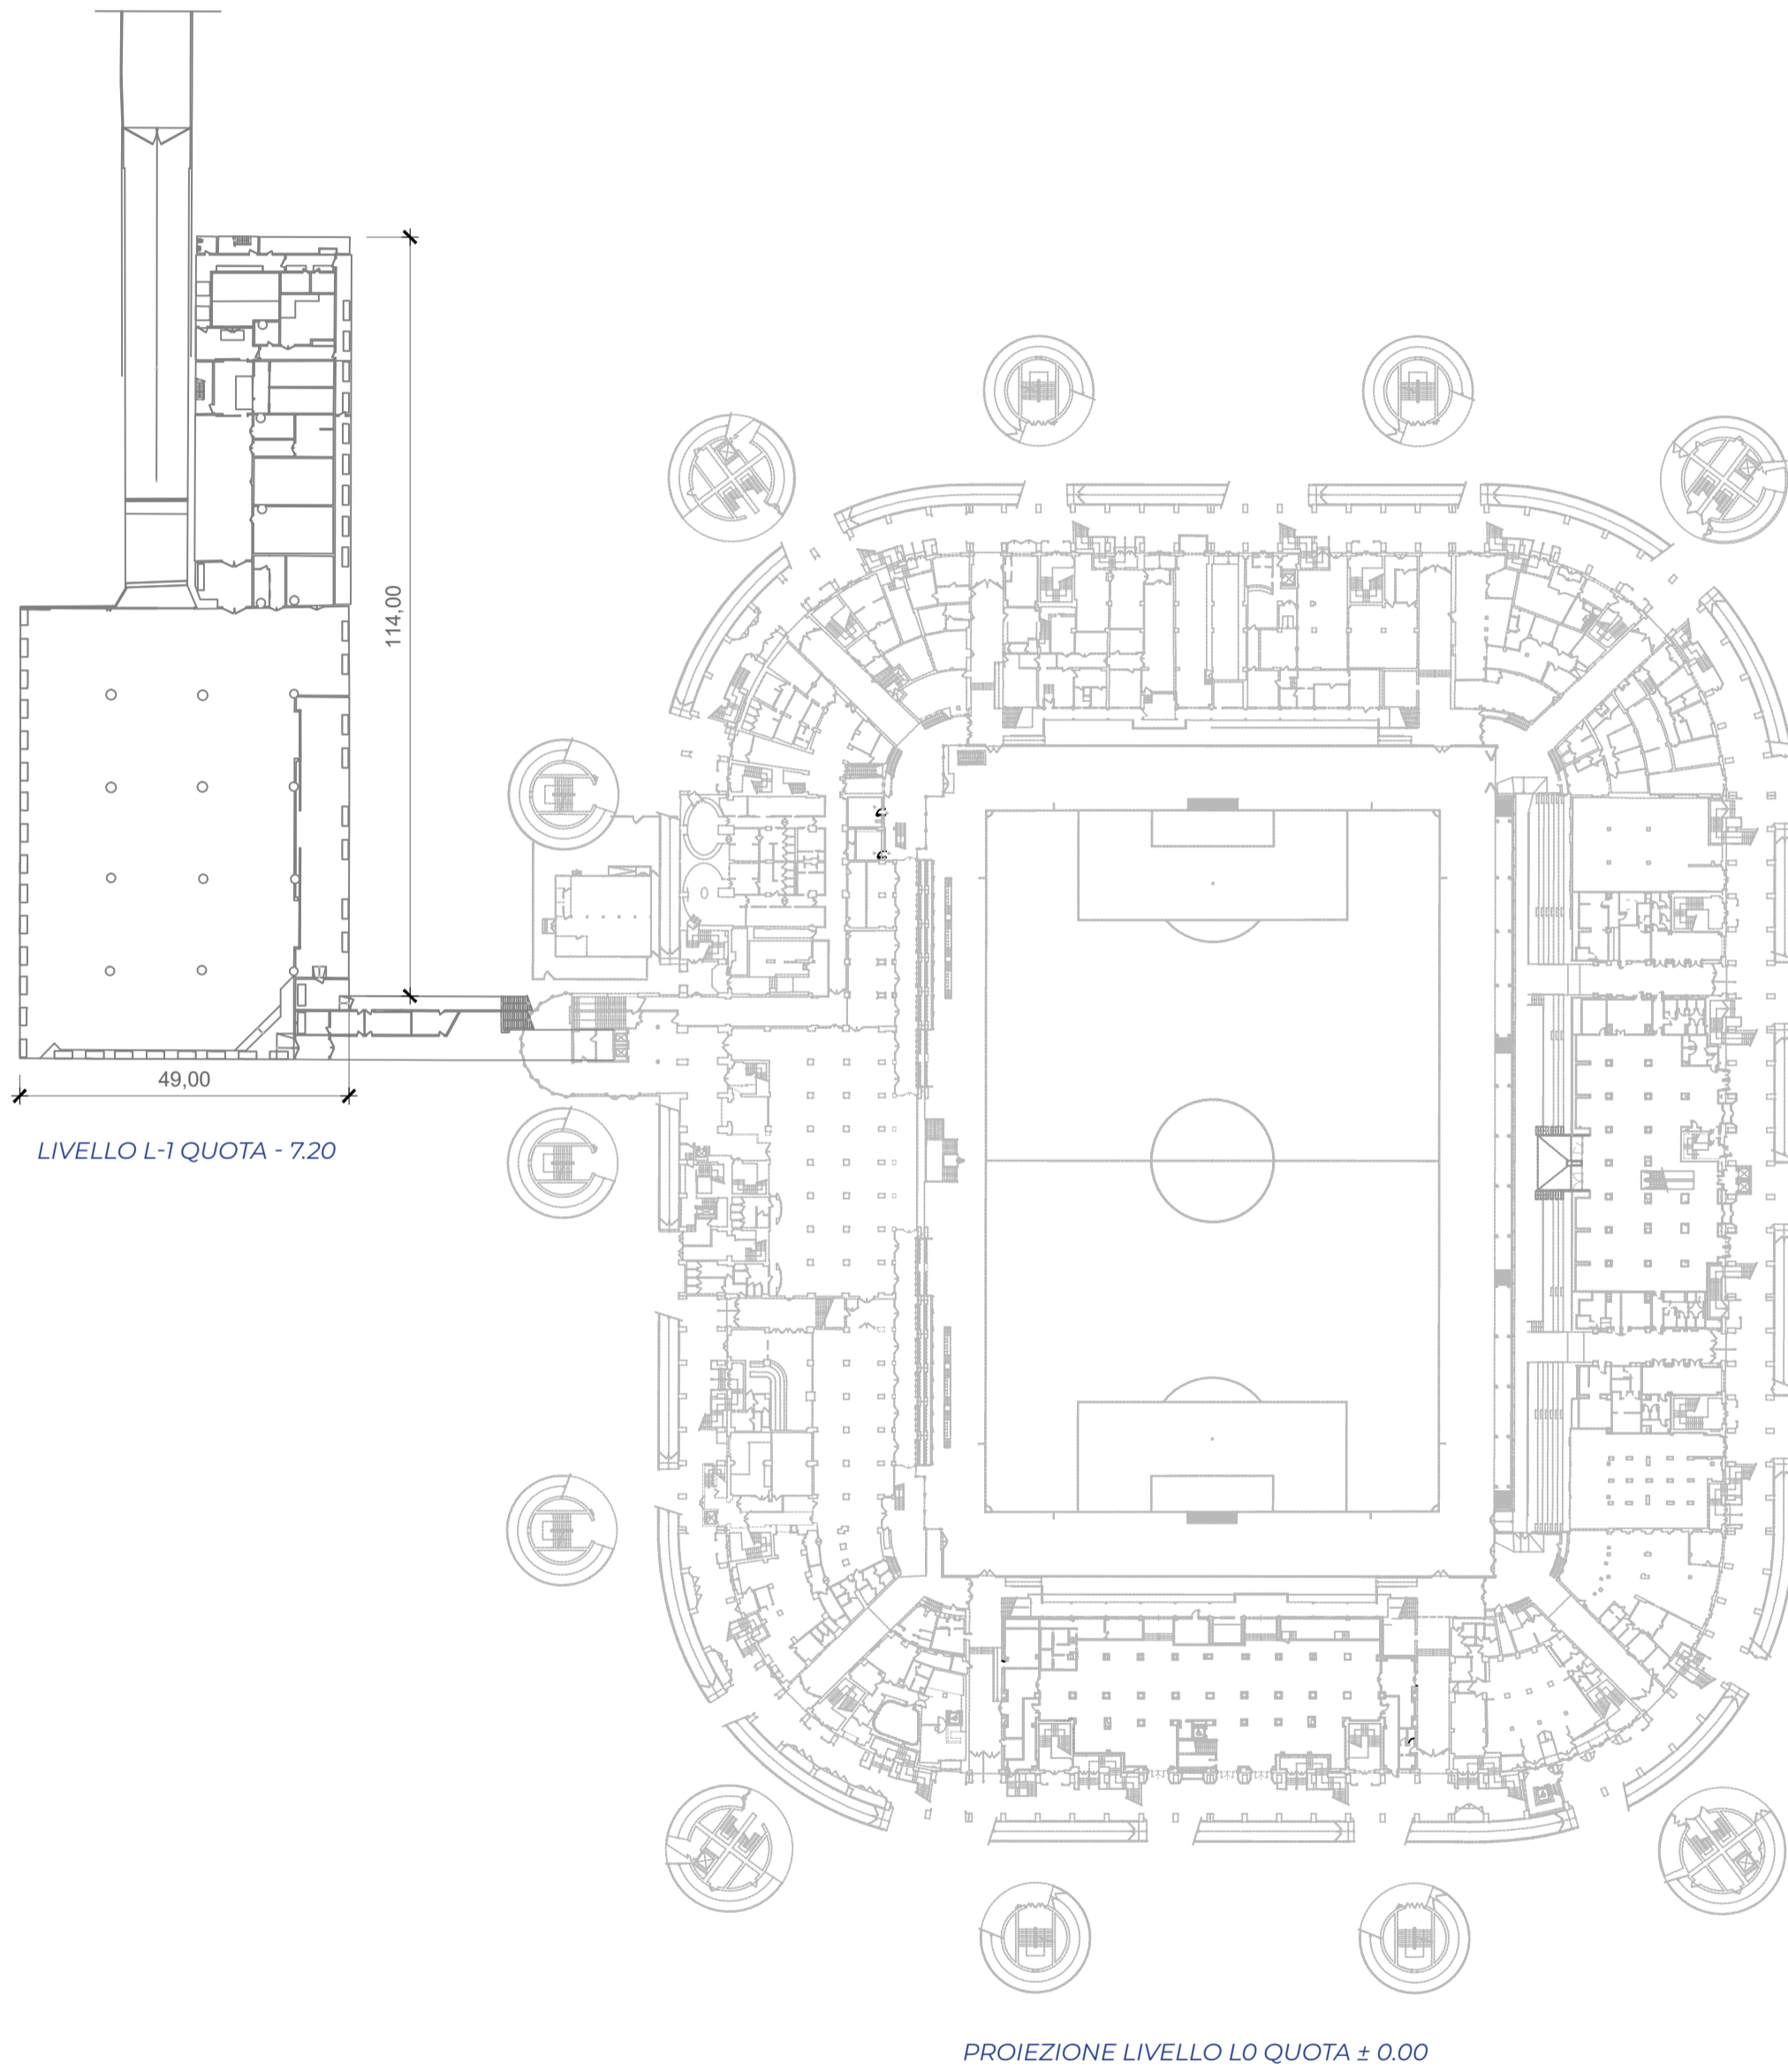 114,00
49,00
LIVELLO L-1 QUOTA - 7.20
PROIEZIONE LIVELLO L0 QUOTA ± 0.00